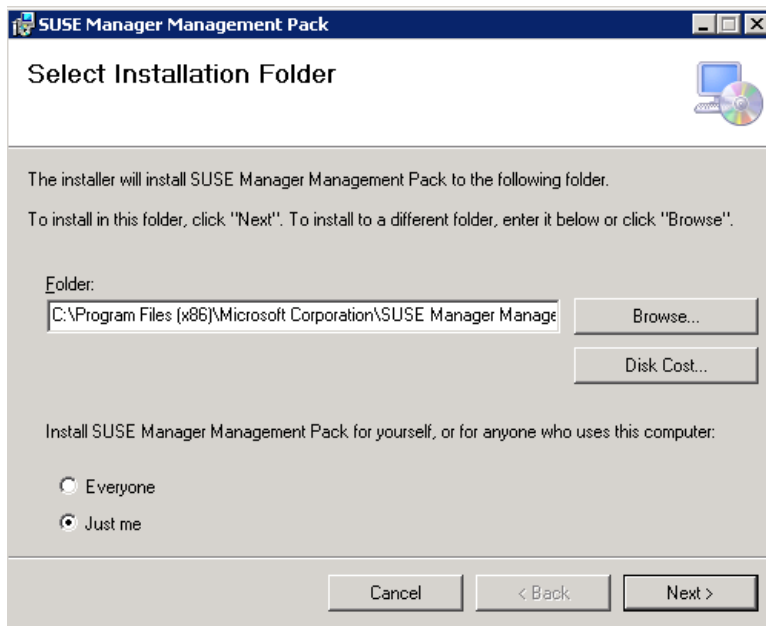 SUSE Manager Management Pack
Select Installation Folder
The installer will install SUSE Manager Management Pack to the following folder.
To install in this folder, click "Next". To install to a different folder, enter it below or click "Browse".
Folder:
C:\Program Files (x86)\Microsoft Corporation\SUSE Manager Manage
Browse...
Disk Cost...
Install SUSE Manager Management Pack for yourself, or for anyone who uses this computer:
Everyone
Just me
Cancel
< Back
Next >